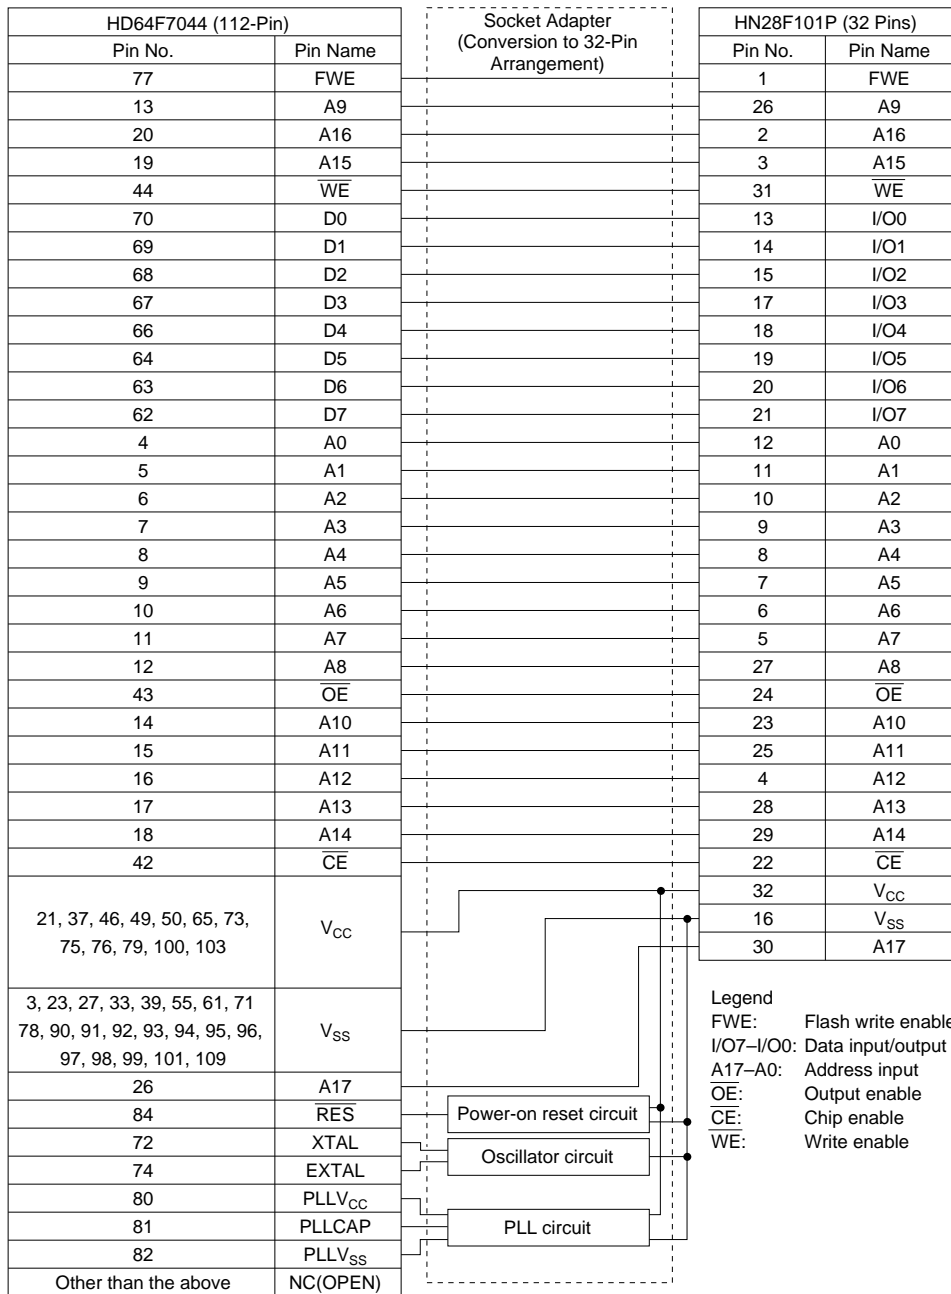 HD64F7044 (112-Pin)
Pin No. Pin Name
77 FWE
13 A9
20 A16
19 A15
44 WE
70 D0
69 D1
68 D2
67 D3
66 D4
64 D5
63 D6
62 D7
4 A0
5 A1
6 A2
7 A3
8 A4
9 A5
10 A6
11 A7
12 A8
43 OE
14 A10
15 A11
16 A12
17 A13
18 A14
42 CE
21, 37, 46, 49, 50, 65, 73,
75, 76, 79, 100, 103
VCC
3, 23, 27, 33, 39, 55, 61, 71
78, 90, 91, 92, 93, 94, 95, 96,
97, 98, 99, 101, 109
VSS
26 A17
84 RES
72 XTAL
74 EXTAL
80 PLLVCC
81 PLLCAP
82 PLLVSS
Other than the above NC(OPEN)
Socket Adapter
(Conversion to 32-Pin
Arrangement)
Power-on reset circuit
Oscillator circuit
PLL circuit
HN28F101P (32 Pins)
Pin No. Pin Name
1 FWE
26 A9
2 A16
3 A15
31 WE
13 I/O0
14 I/O1
15 I/O2
17 I/O3
18 I/O4
19 I/O5
20 I/O6
21 I/O7
12 A0
11 A1
10 A2
9 A3
8 A4
7 A5
6 A6
5 A7
27 A8
24 OE
23 A10
25 A11
4 A12
28 A13
29 A14
22 CE
32 VCC
16 VSS
30 A17
Legend
FWE: Flash write enable
I/O7–I/O0: Data input/output
A17–A0: Address input
OE: Output enable
CE: Chip enable
WE: Write enable